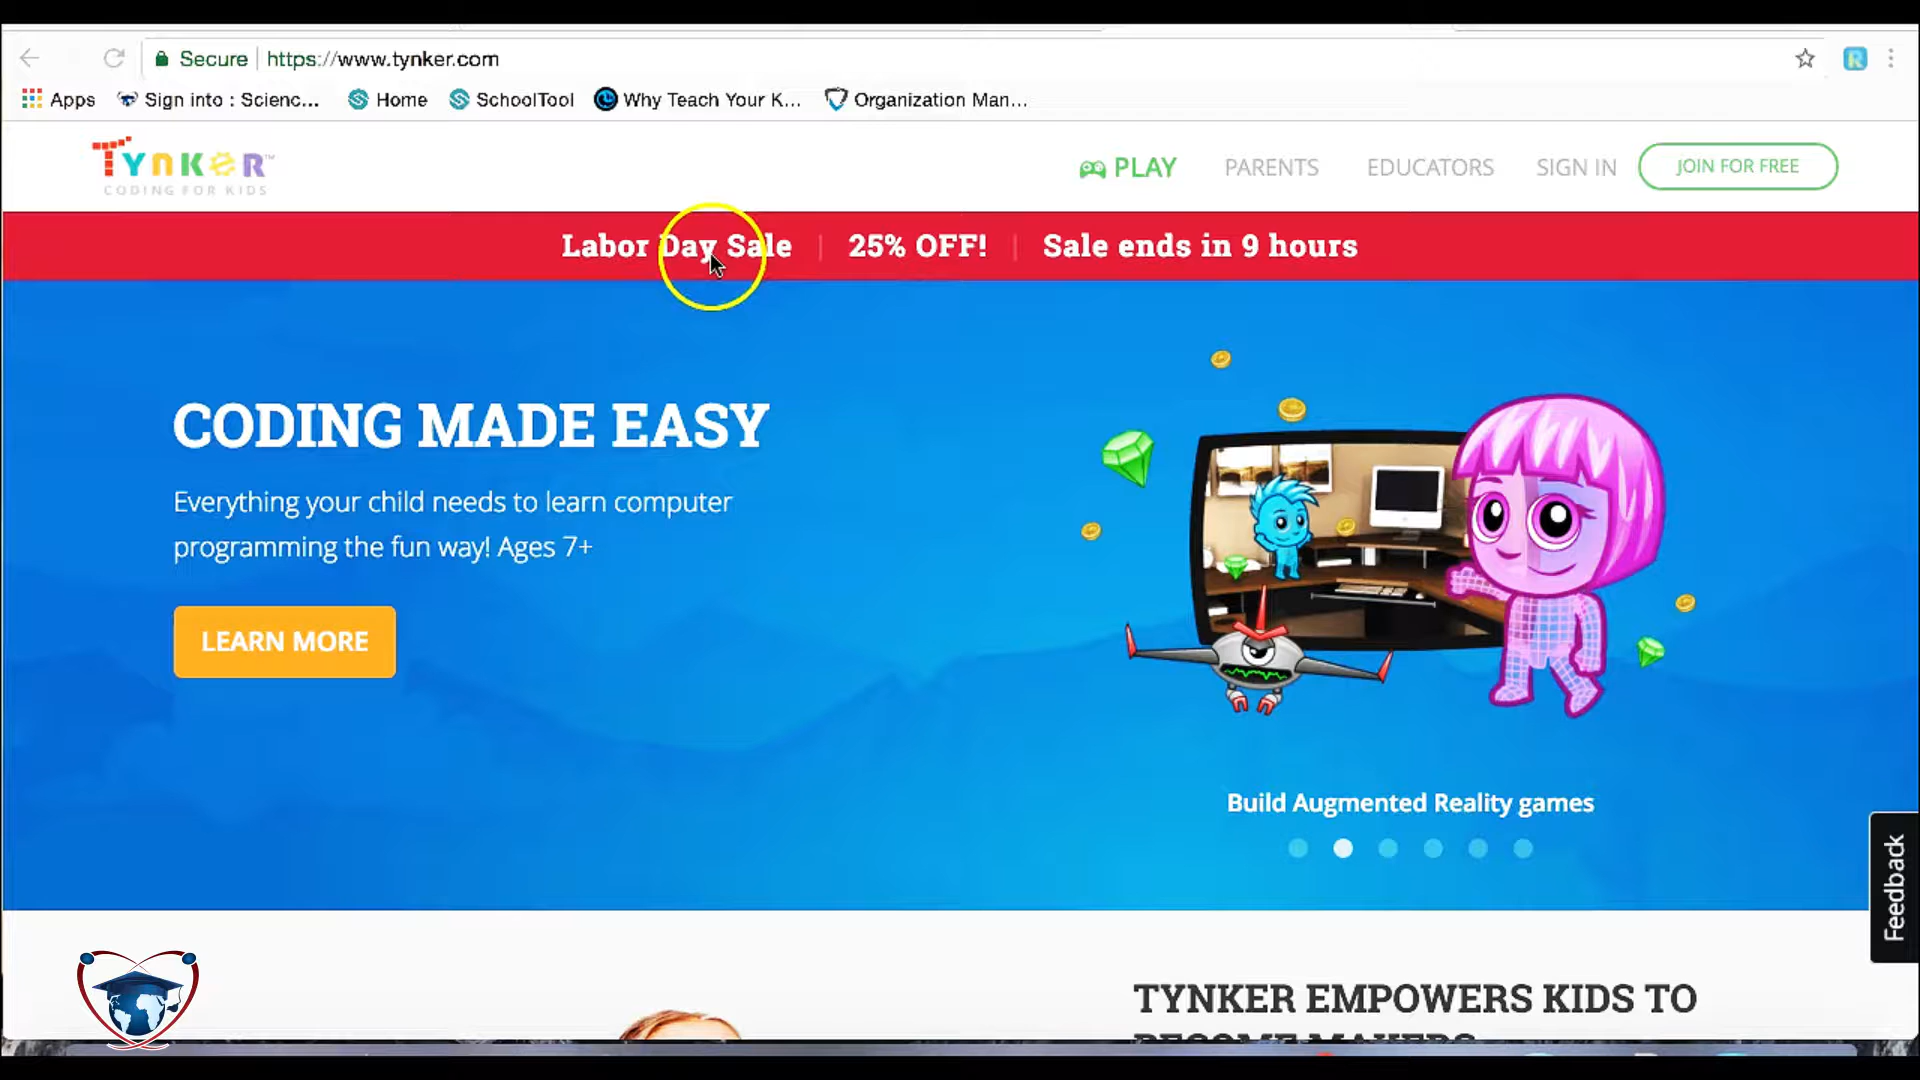 Secure https://www.tynker.com
Apps Sign into : Scienc... Home SchoolTool Why Teach Your K... Organization Man...
TYNKER™
CODING FOR KIDS
PLAY PARENTS EDUCATORS SIGN IN JOIN FOR FREE
Labor Day Sale | 25% OFF! | Sale ends in 9 hours
CODING MADE EASY
Everything your child needs to learn computer
programming the fun way! Ages 7+
LEARN MORE
Build Augmented Reality games
Feedback
TYNKER EMPOWERS KIDS TO
BECOME MAKERS